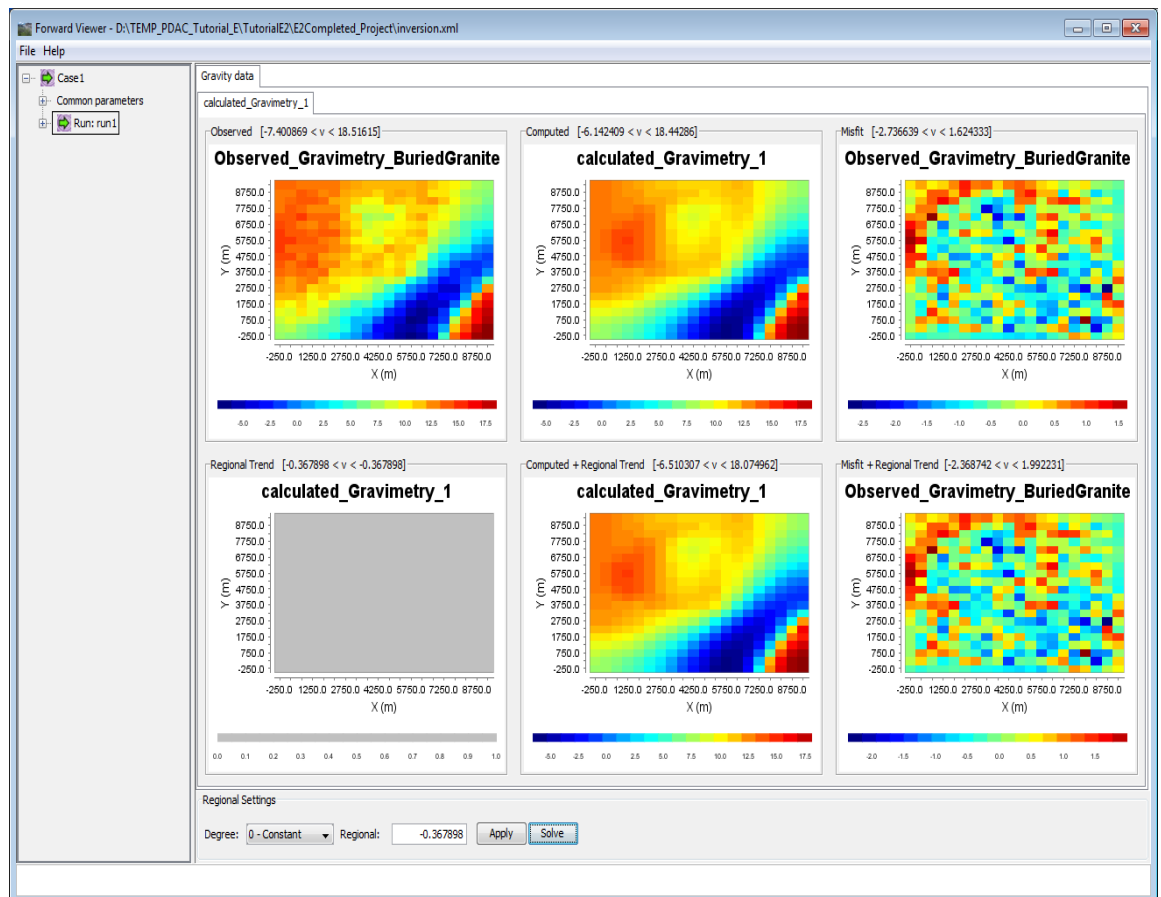 Forward Viewer - D:\TEMP_PDAC_Tutorial_E\TutorialE2\E2Completed_Project\inversion.xml
File Help
Case1
Common parameters
Run: run1
Gravity data
calculated_Gravimetry_1
Observed [-7.400869 < v < 18.51615]
Observed_Gravimetry_BuriedGranite
8750.0
7750.0
6750.0
5750.0
4750.0
3750.0
2750.0
1750.0
750.0
-250.0
Y (m)
-250.0 1250.0 2750.0 4250.0 5750.0 7250.0 8750.0
X (m)
-5.0 -2.5 0.0 2.5 5.0 7.5 10.0 12.5 15.0 17.5
Computed [-6.142409 < v < 18.44286]
calculated_Gravimetry_1
8750.0
7750.0
6750.0
5750.0
4750.0
3750.0
2750.0
1750.0
750.0
-250.0
Y (m)
-250.0 1250.0 2750.0 4250.0 5750.0 7250.0 8750.0
X (m)
-5.0 -2.5 0.0 2.5 5.0 7.5 10.0 12.5 15.0 17.5
Misfit [-2.736639 < v < 1.624333]
Observed_Gravimetry_BuriedGranite
8750.0
7750.0
6750.0
5750.0
4750.0
3750.0
2750.0
1750.0
750.0
-250.0
Y (m)
-250.0 1250.0 2750.0 4250.0 5750.0 7250.0 8750.0
X (m)
-2.5 -2.0 -1.5 -1.0 -0.5 0.0 0.5 1.0 1.5
Regional Trend [-0.367898 < v < -0.367898]
calculated_Gravimetry_1
8750.0
7750.0
6750.0
5750.0
4750.0
3750.0
2750.0
1750.0
750.0
-250.0
Y (m)
-250.0 1250.0 2750.0 4250.0 5750.0 7250.0 8750.0
X (m)
0.0 0.1 0.2 0.3 0.4 0.5 0.6 0.7 0.8 0.9 1.0
Computed + Regional Trend [-6.510307 < v < 18.074962]
calculated_Gravimetry_1
8750.0
7750.0
6750.0
5750.0
4750.0
3750.0
2750.0
1750.0
750.0
-250.0
Y (m)
-250.0 1250.0 2750.0 4250.0 5750.0 7250.0 8750.0
X (m)
-5.0 -2.5 0.0 2.5 5.0 7.5 10.0 12.5 15.0 17.5
Misfit + Regional Trend [-2.368742 < v < 1.992231]
Observed_Gravimetry_BuriedGranite
8750.0
7750.0
6750.0
5750.0
4750.0
3750.0
2750.0
1750.0
750.0
-250.0
Y (m)
-250.0 1250.0 2750.0 4250.0 5750.0 7250.0 8750.0
X (m)
-2.0 -1.5 -1.0 -0.5 0.0 0.5 1.0 1.5
Regional Settings
Degree: 0 - Constant Regional: -0.367898 Apply Solve